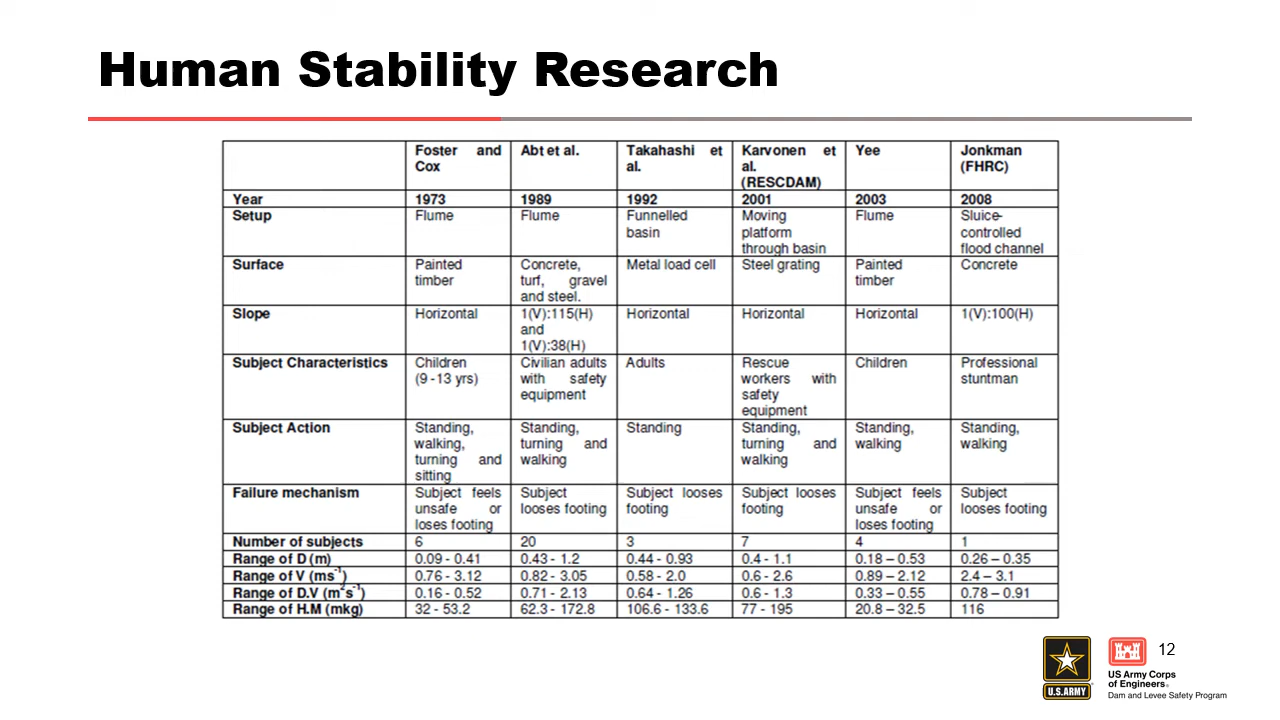 Human Stability Research
Foster and Cox | Abt et al. | Takahashi et al. | Karvonen et al. (RESCDAM) | Yee | Jonkman (FHRC)
Year | 1973 | 1989 | 1992 | 2001 | 2003 | 2008
Setup | Flume | Flume | Funnelled basin | Moving platform through basin | Flume | Sluice-controlled flood channel
Surface | Painted timber | Concrete, turf, gravel and steel. | Metal load cell | Steel grating | Painted timber | Concrete
Slope | Horizontal | 1(V):115(H) and 1(V):38(H) | Horizontal | Horizontal | Horizontal | 1(V):100(H)
Subject Characteristics | Children (9 -13 yrs) | Civilian adults with safety equipment | Adults | Rescue workers with safety equipment | Children | Professional stuntman
Subject Action | Standing, walking, turning and sitting | Standing, turning and walking | Standing | Standing, turning and walking | Standing, walking | Standing, walking
Failure mechanism | Subject feels unsafe or loses footing | Subject looses footing | Subject looses footing | Subject looses footing | Subject feels unsafe or loses footing | Subject looses footing
Number of subjects | 6 | 20 | 3 | 7 | 4 | 1
Range of D (m) | 0.09 - 0.41 | 0.43 - 1.2 | 0.44 - 0.93 | 0.4 - 1.1 | 0.18 – 0.53 | 0.26 – 0.35
Range of V (ms⁻¹) | 0.76 - 3.12 | 0.82 - 3.05 | 0.58 - 2.0 | 0.6 - 2.6 | 0.89 – 2.12 | 2.4 – 3.1
Range of D.V (m²s⁻¹) | 0.16 - 0.52 | 0.71 - 2.13 | 0.64 - 1.26 | 0.6 - 1.3 | 0.33 – 0.55 | 0.78 – 0.91
Range of H.M (mkg) | 32 - 53.2 | 62.3 - 172.8 | 106.6 - 133.6 | 77 - 195 | 20.8 – 32.5 | 116
12
U.S.ARMY
US Army Corps
of Engineers®
Dam and Levee Safety Program